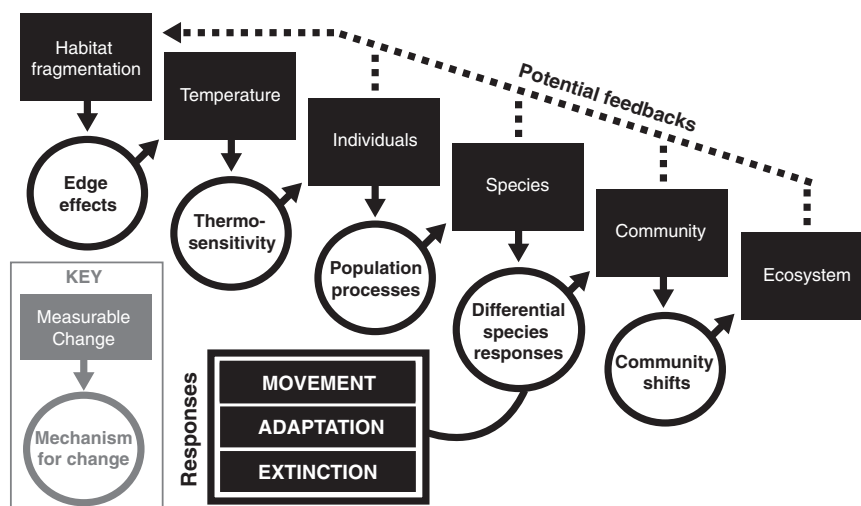 Habitat
fragmentation
Temperature
Potential feedbacks
Individuals
Edge
effects
Species
Thermo-
sensitivity
Community
Population
processes
Ecosystem
KEY
Measurable
Change
Differential
species
responses
Community
shifts
Mechanism
for change
Responses
MOVEMENT
ADAPTATION
EXTINCTION